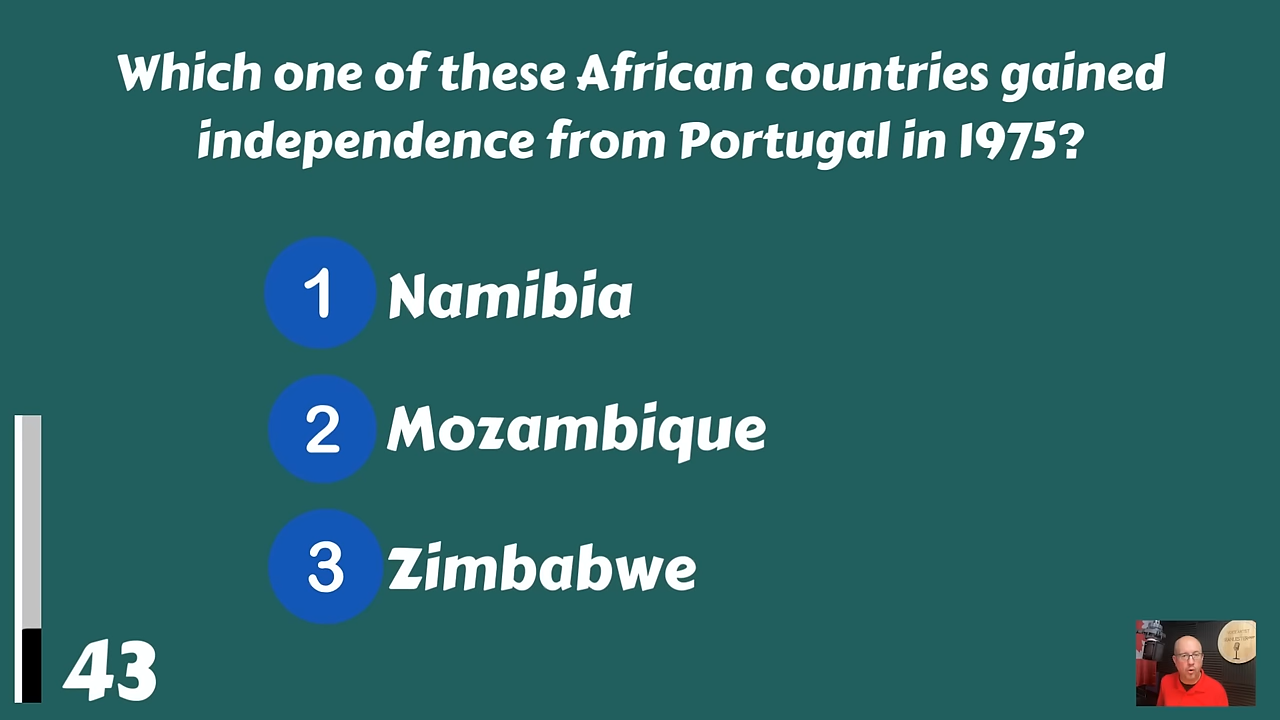 Which one of these African countries gained
independence from Portugal in 1975?
1 Namibia
2 Mozambique
3 Zimbabwe
43